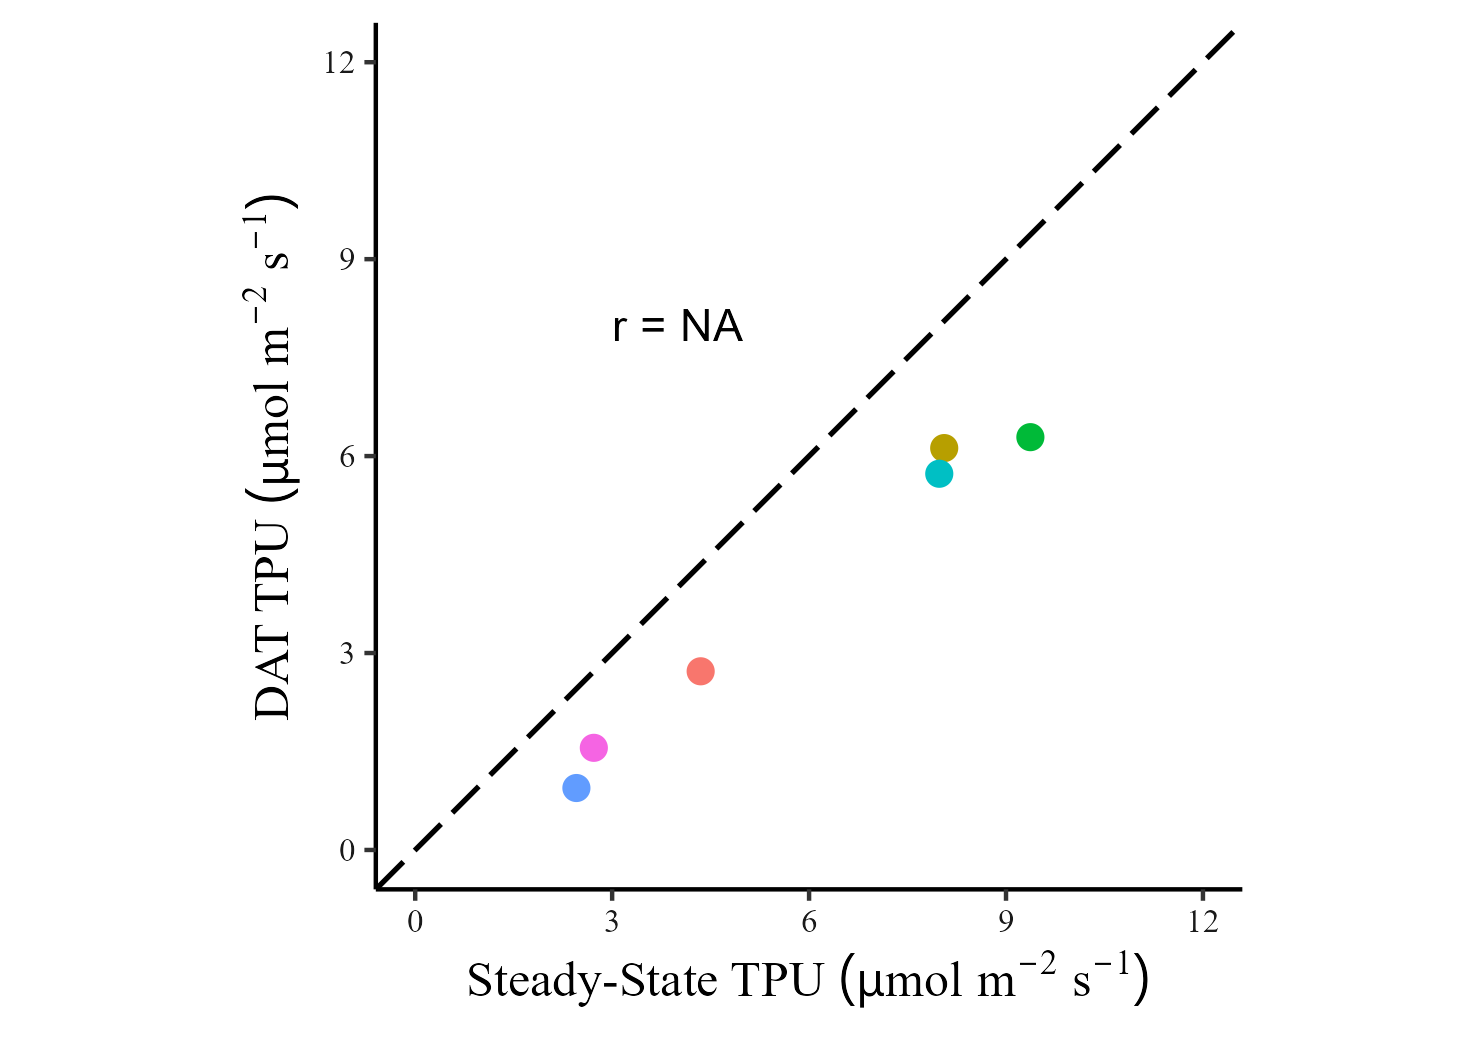 12
9
6
3
0
r = NA
DAT TPU (μmol m⁻² s⁻¹)
0 3 6 9 12
Steady-State TPU (μmol m⁻² s⁻¹)